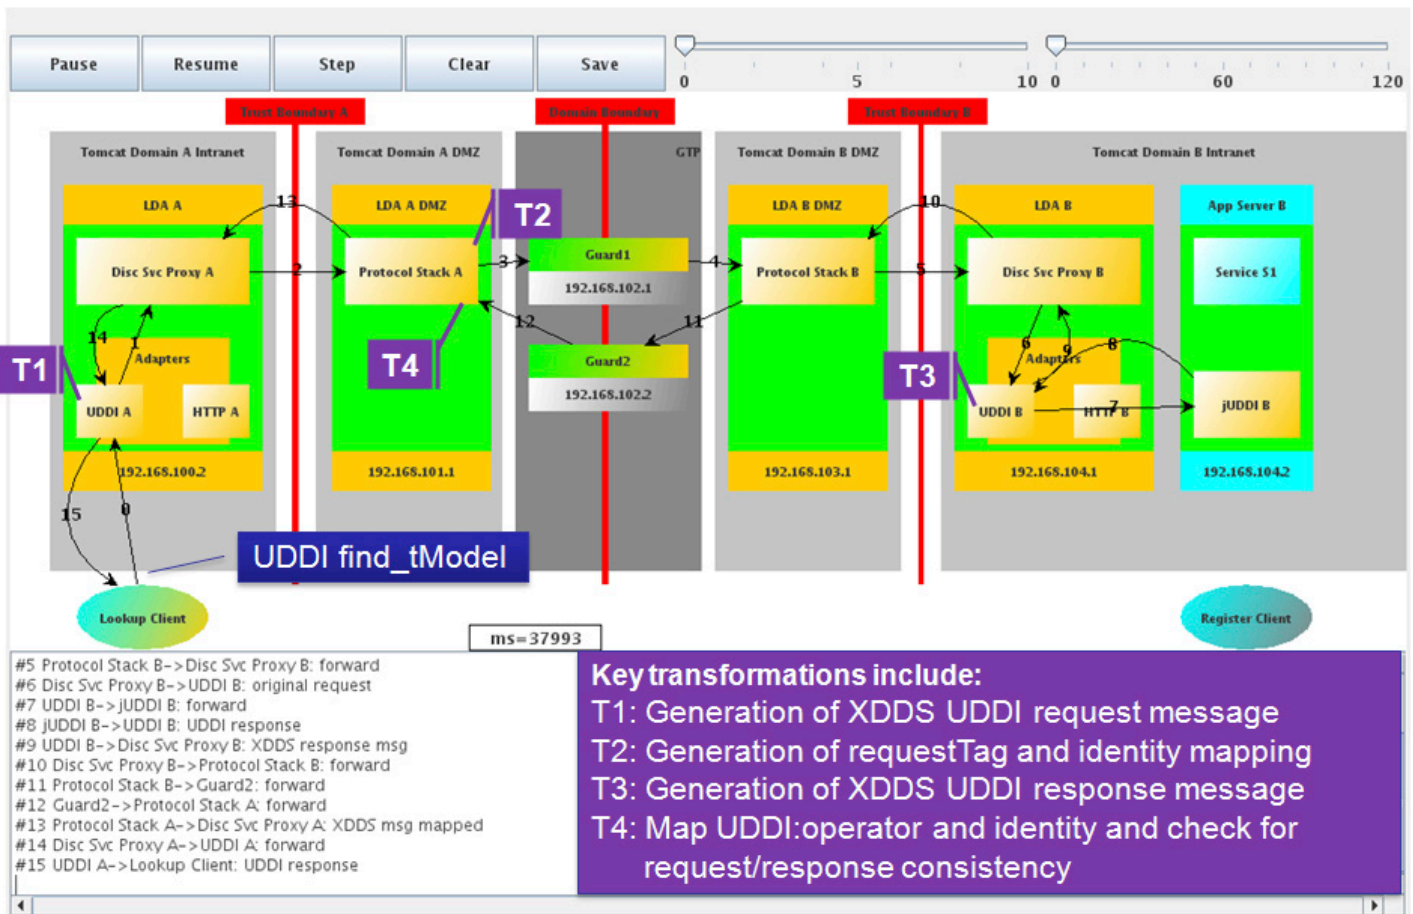 Pause
Resume
Step
Clear
Save
0
5
10
0
60
120
Trust Boundary A
Domain Boundary
Trust Boundary B
Tomcat Domain A Intranet
Tomcat Domain A DMZ
GTP
Tomcat Domain B DMZ
Tomcat Domain B Intranet
LDA A
13
LDA A DMZ
T2
LDA B DMZ
10
LDA B
App Server B
Disc Svc Proxy A
2
Protocol Stack A
3
Guard1
192.168.102.1
4
Protocol Stack B
5
Disc Svc Proxy B
Service S1
14
1
12
11
6
9
8
T1
Adapters
T4
Guard2
192.168.102.2
T3
Adapters
UDDI A
HTTP A
UDDI B
7
HTTP B
jUDDI B
192.168.100.2
192.168.101.1
192.168.103.1
192.168.104.1
192.168.104.2
15
0
UDDI find_tModel
Lookup Client
Register Client
ms=37993
#5 Protocol Stack B->Disc Svc Proxy B: forward
#6 Disc Svc Proxy B->UDDI B: original request
#7 UDDI B->jUDDI B: forward
#8 jUDDI B->UDDI B: UDDI response
#9 UDDI B->Disc Svc Proxy B: XDDS response msg
#10 Disc Svc Proxy B->Protocol Stack B: forward
#11 Protocol Stack B->Guard2: forward
#12 Guard2->Protocol Stack A: forward
#13 Protocol Stack A->Disc Svc Proxy A: XDDS msg mapped
#14 Disc Svc Proxy A->UDDI A: forward
#15 UDDI A->Lookup Client: UDDI response
Key transformations include:
T1: Generation of XDDS UDDI request message
T2: Generation of requestTag and identity mapping
T3: Generation of XDDS UDDI response message
T4: Map UDDI:operator and identity and check for
request/response consistency